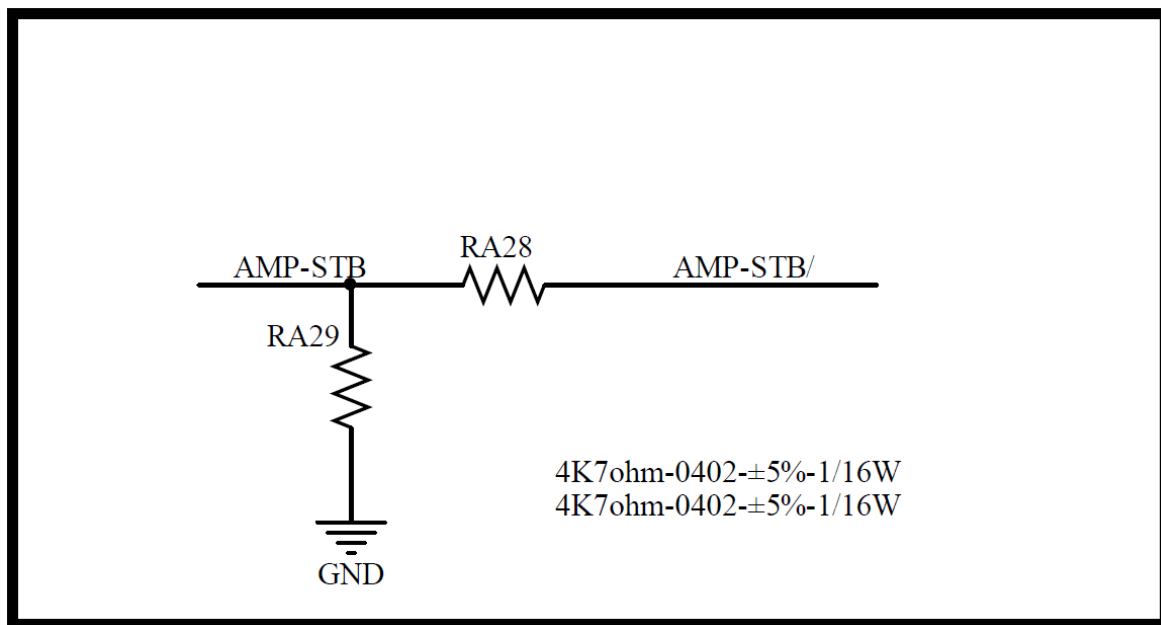 RA28
AMP-STB
AMP-STB/
RA29
4K7ohm-0402-±5%-1/16W
4K7ohm-0402-±5%-1/16W
GND